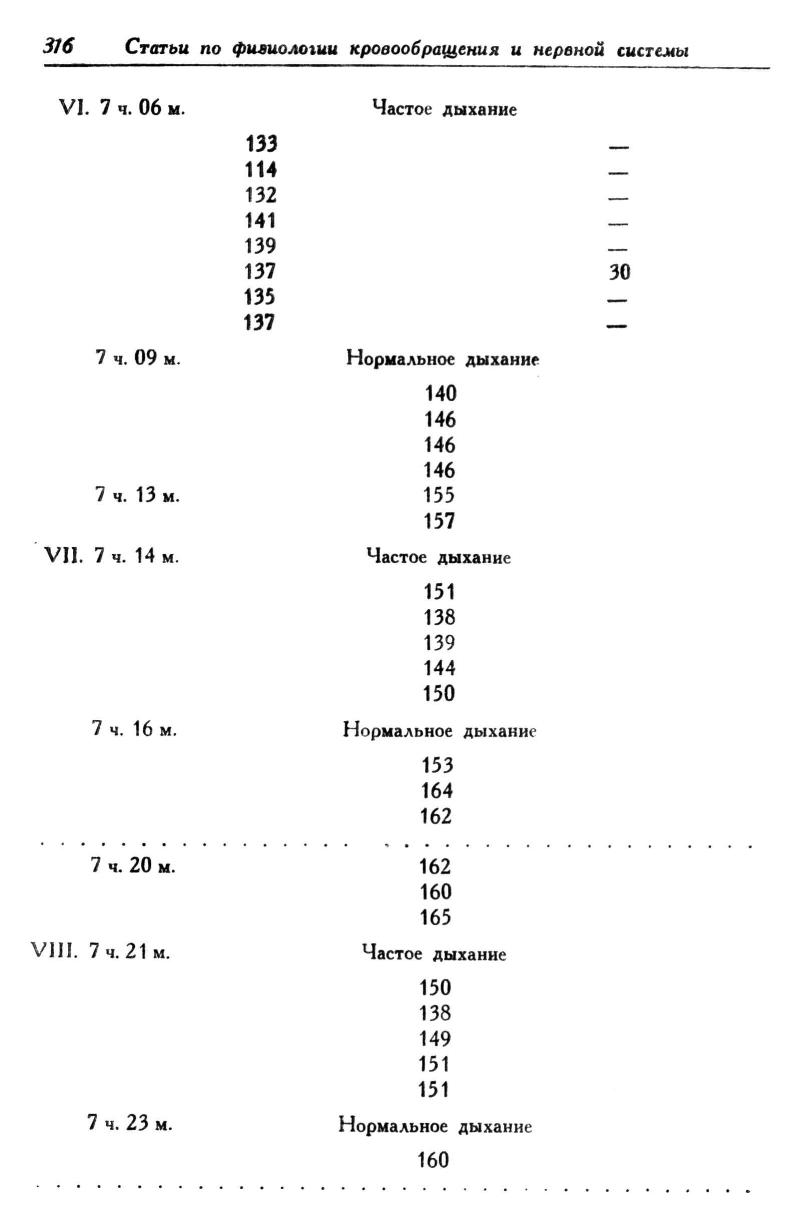 316 Статьи по физиологии кровообращения и нервной системы
VI. 7 ч. 06 м. Частое дыхание
133 —
114 —
132 —
141 —
139 —
137 30
135 —
137 —
7 ч. 09 м. Нормальное дыхание
140
146
146
146
7 ч. 13 м. 155
157
VII. 7 ч. 14 м. Частое дыхание
151
138
139
144
150
7 ч. 16 м. Нормальное дыхание
153
164
162
. . . . . . . . . . . . . . . . . . . . . . . . . . . . . . . . . . .
7 ч. 20 м. 162
160
165
VIII. 7 ч. 21 м. Частое дыхание
150
138
149
151
151
7 ч. 23 м. Нормальное дыхание
160
. . . . . . . . . . . . . . . . . . . . . . . . . . . . . . . . . . .